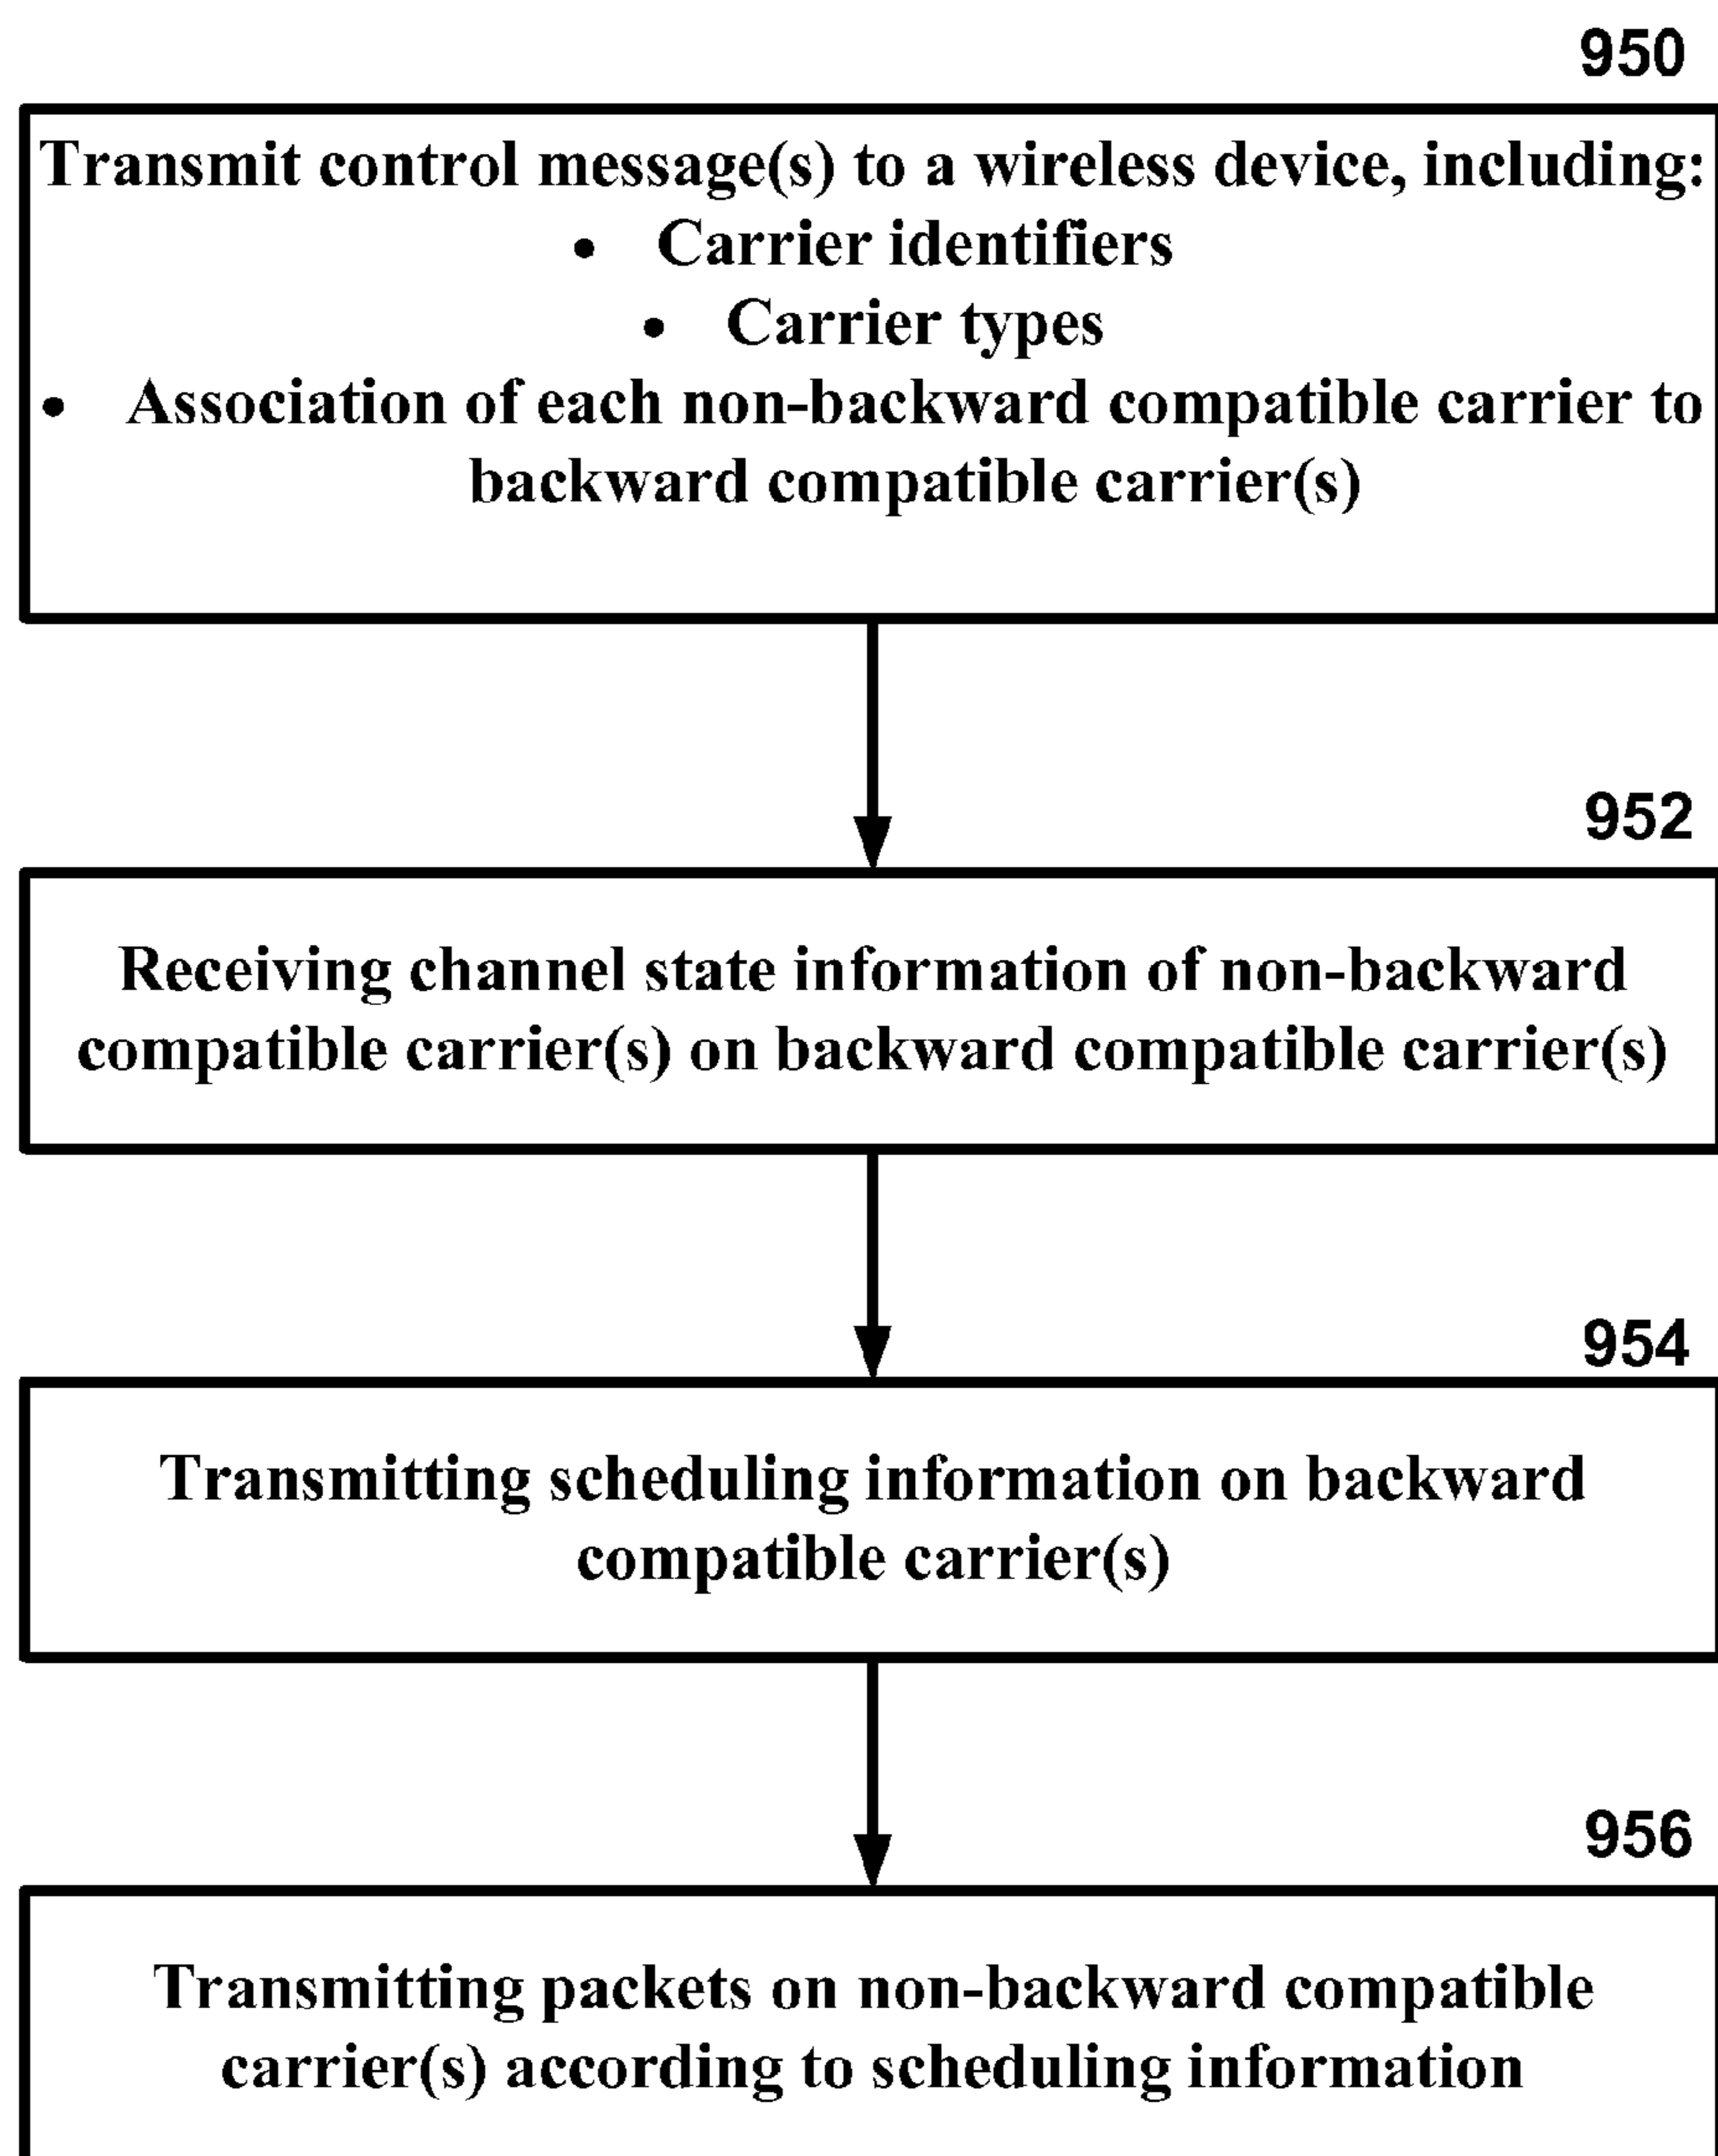 950
Transmit control message(s) to a wireless device, including:
• Carrier identifiers
• Carrier types
• Association of each non-backward compatible carrier to
backward compatible carrier(s)
952
Receiving channel state information of non-backward
compatible carrier(s) on backward compatible carrier(s)
954
Transmitting scheduling information on backward
compatible carrier(s)
956
Transmitting packets on non-backward compatible
carrier(s) according to scheduling information